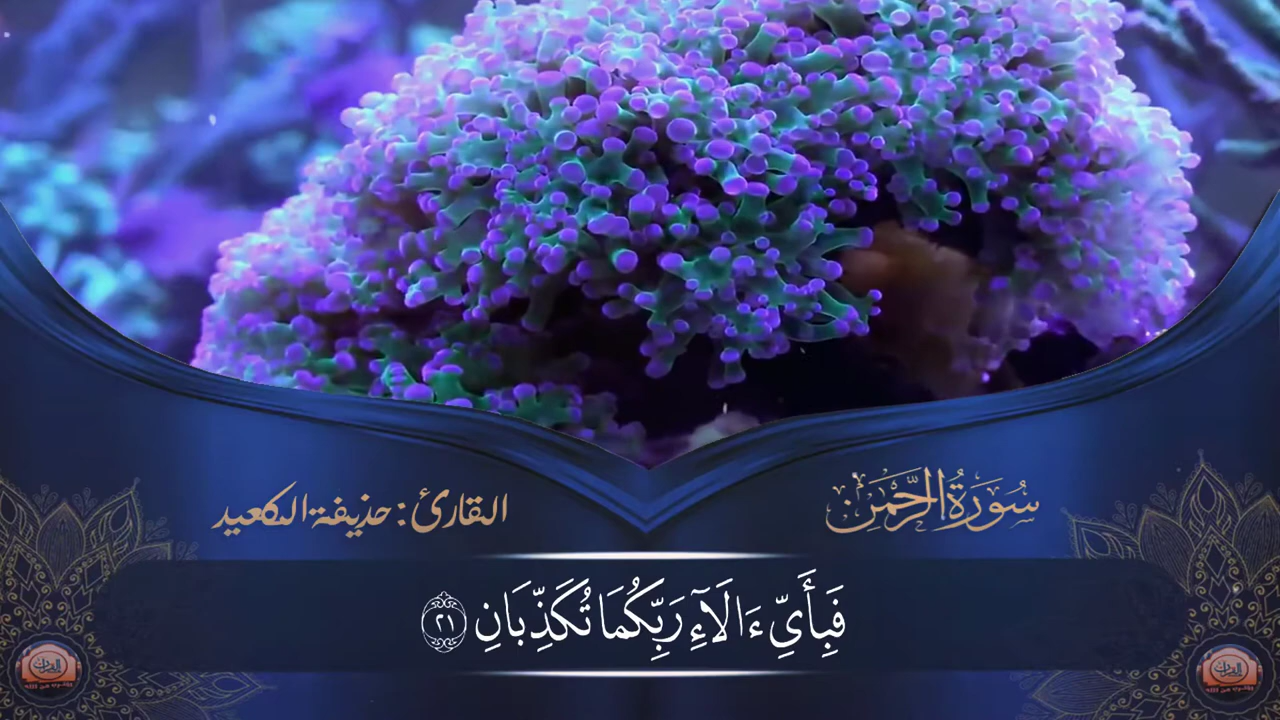 سُورَةُ الرَّحْمَن
القارئ : حذيفة الكعيد
فَبِأَىِّ ءَالَآءِ رَبِّكُمَا تُكَذِّبَانِ ٢١